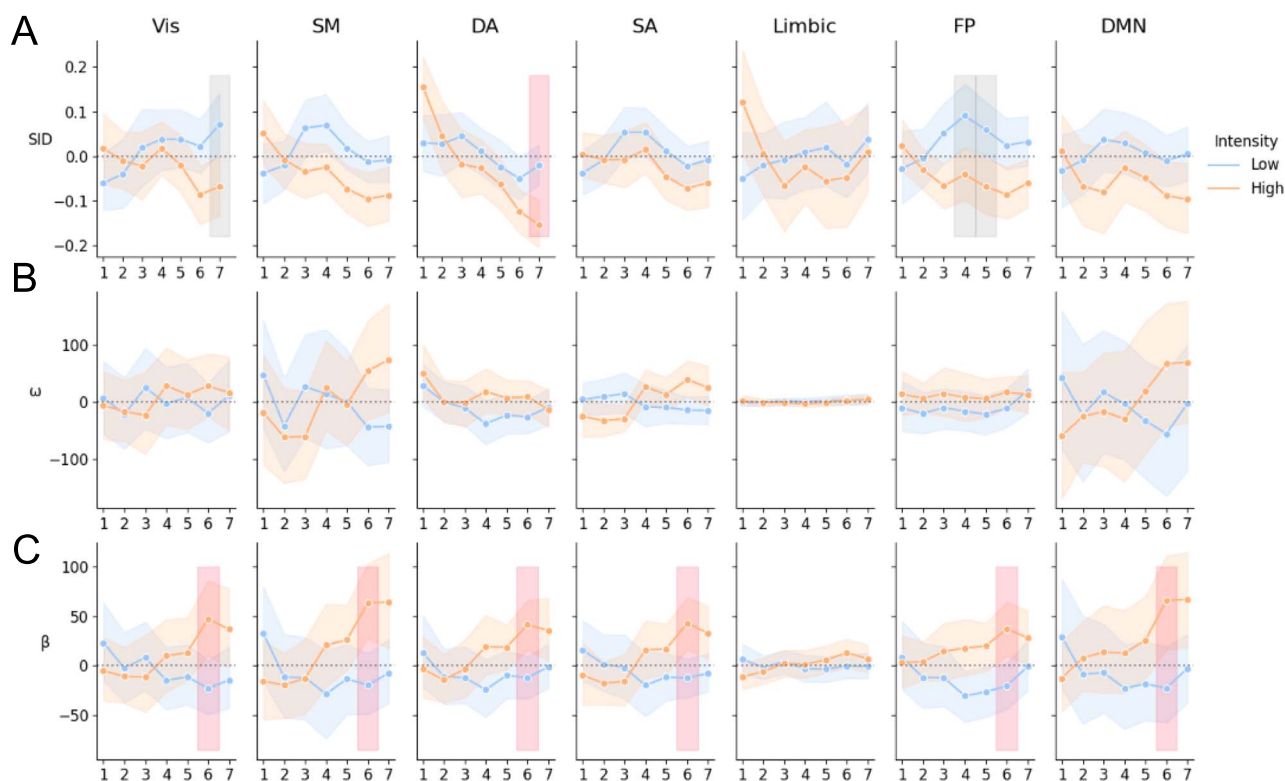 A
Vis SM DA SA Limbic FP DMN
0.2
0.1
SID 0.0
−0.1
−0.2
Intensity
Low
High
1 2 3 4 5 6 7 1 2 3 4 5 6 7 1 2 3 4 5 6 7 1 2 3 4 5 6 7 1 2 3 4 5 6 7 1 2 3 4 5 6 7 1 2 3 4 5 6 7
B
100
ω 0
−100
1 2 3 4 5 6 7 1 2 3 4 5 6 7 1 2 3 4 5 6 7 1 2 3 4 5 6 7 1 2 3 4 5 6 7 1 2 3 4 5 6 7 1 2 3 4 5 6 7
C
100
50
β 0
−50
1 2 3 4 5 6 7 1 2 3 4 5 6 7 1 2 3 4 5 6 7 1 2 3 4 5 6 7 1 2 3 4 5 6 7 1 2 3 4 5 6 7 1 2 3 4 5 6 7